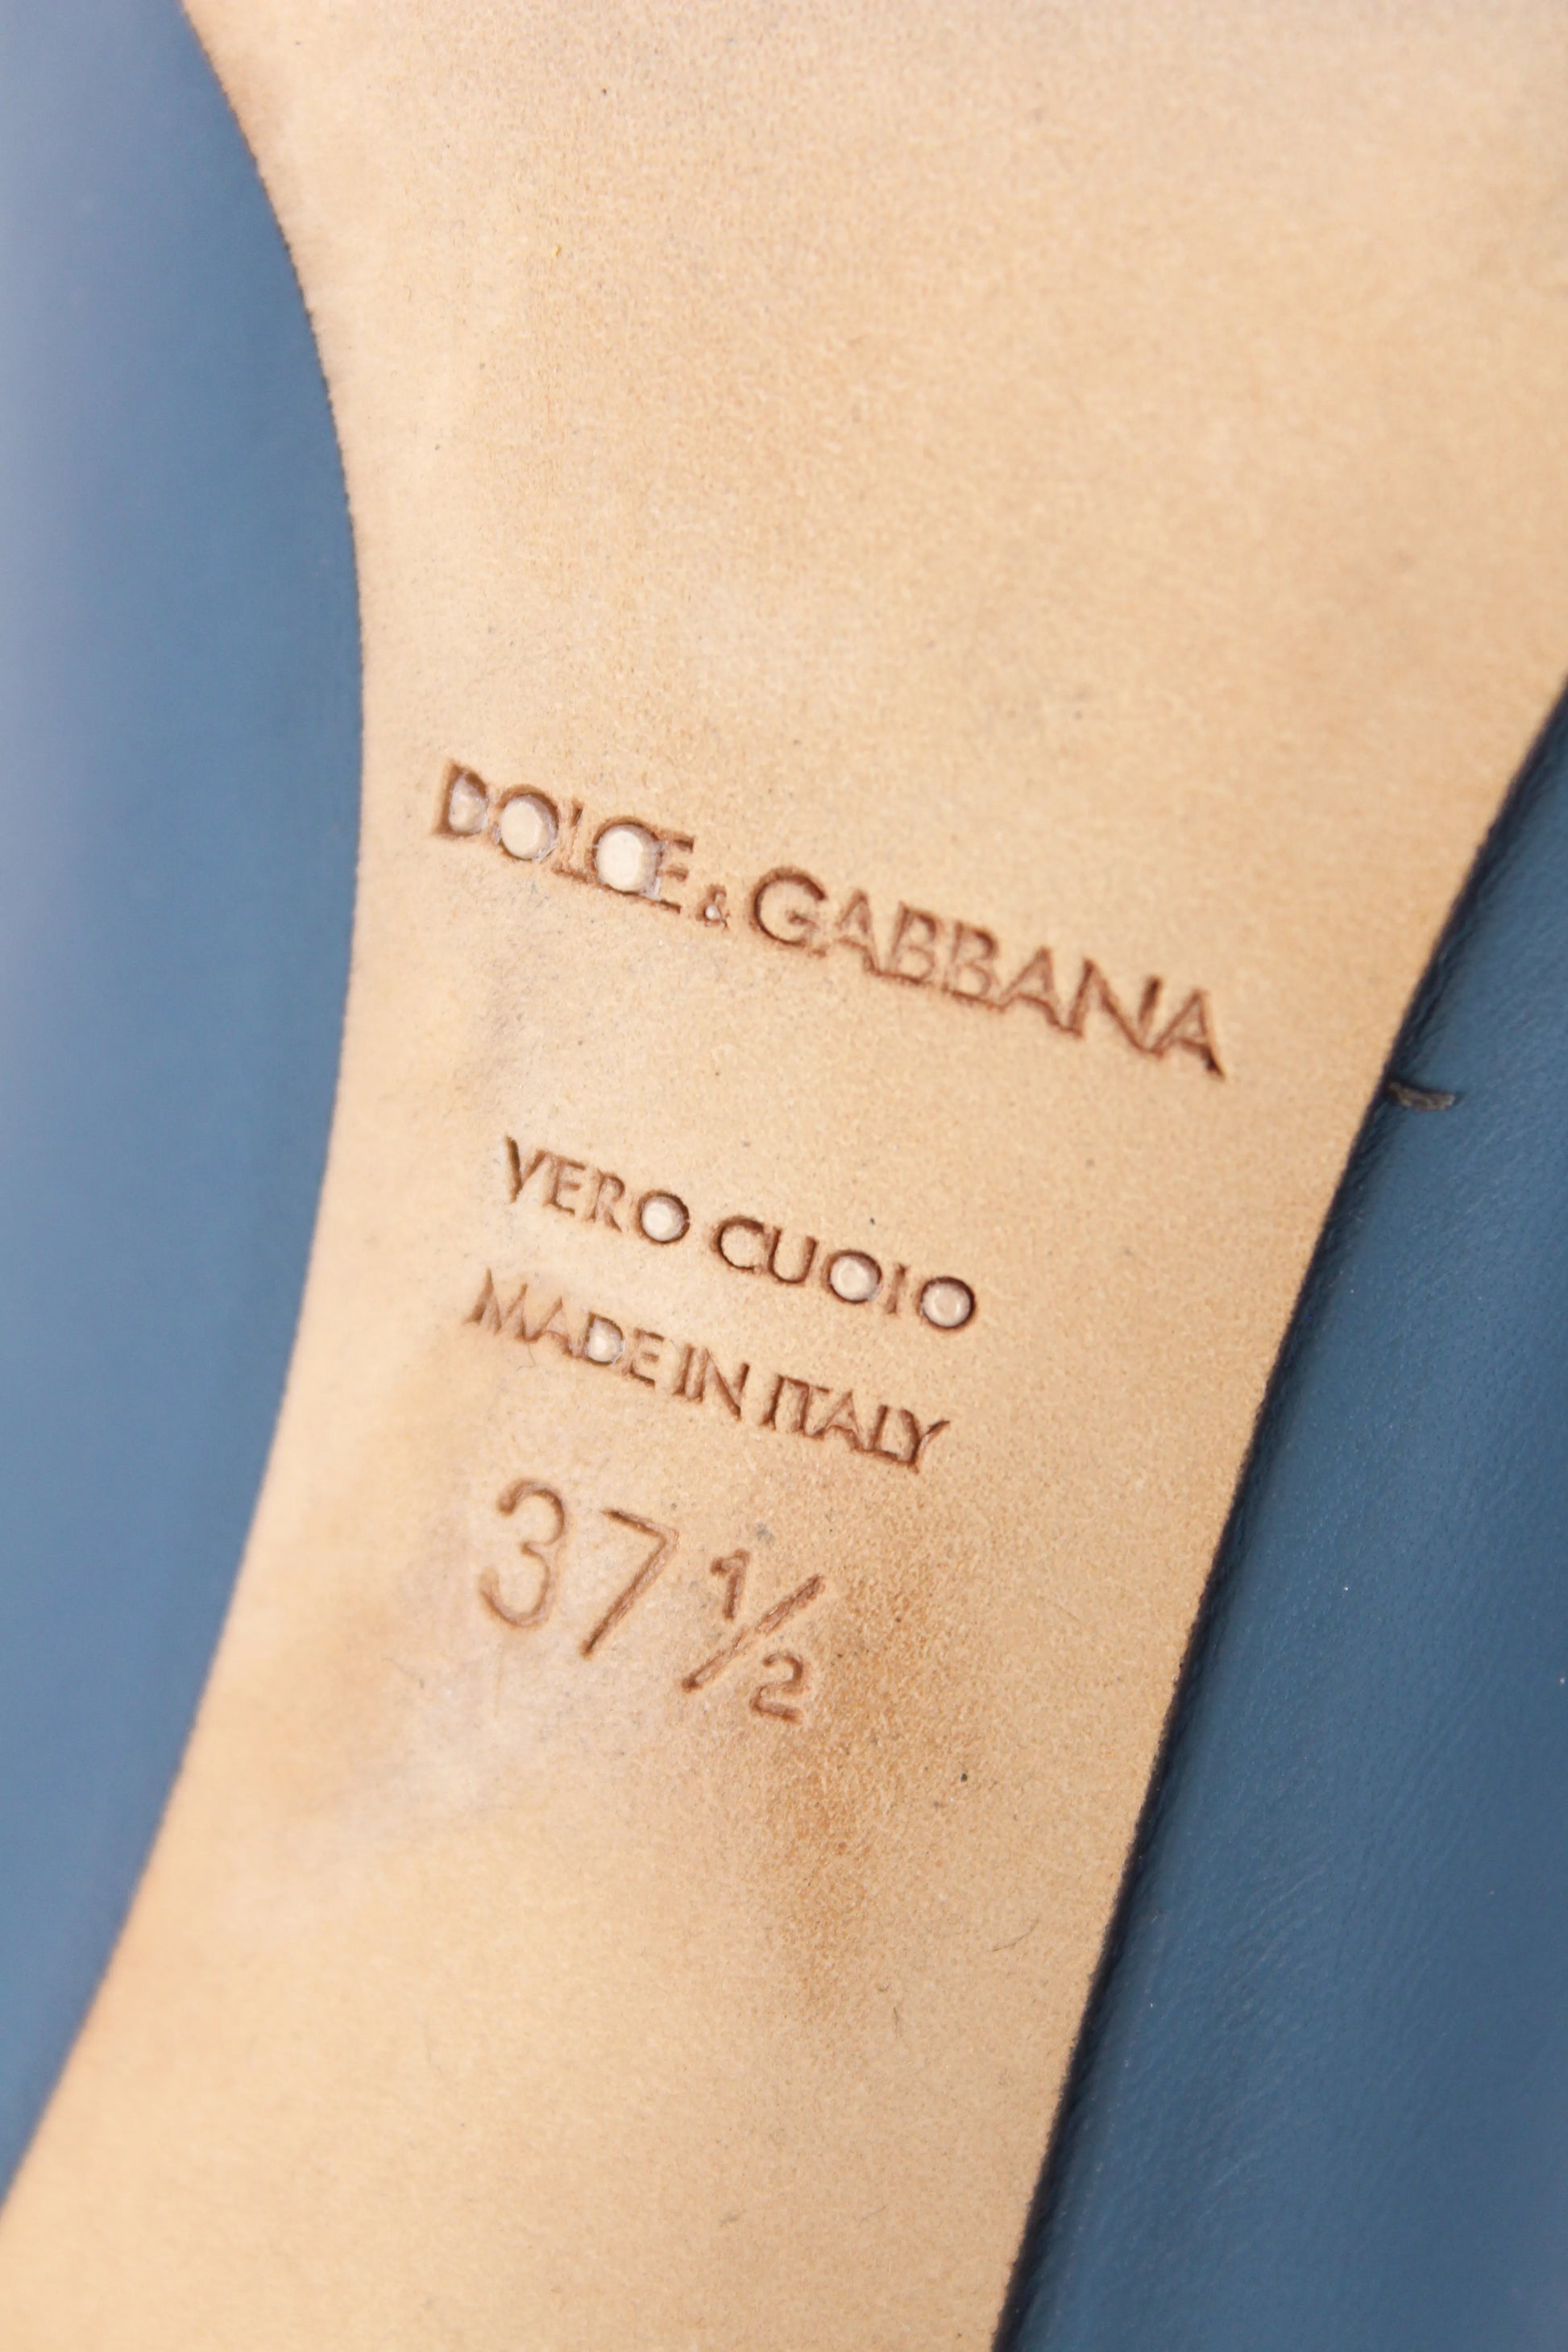 DOLCE & GABBANA
VERO CUOIO
MADE IN ITALY
37 1/2